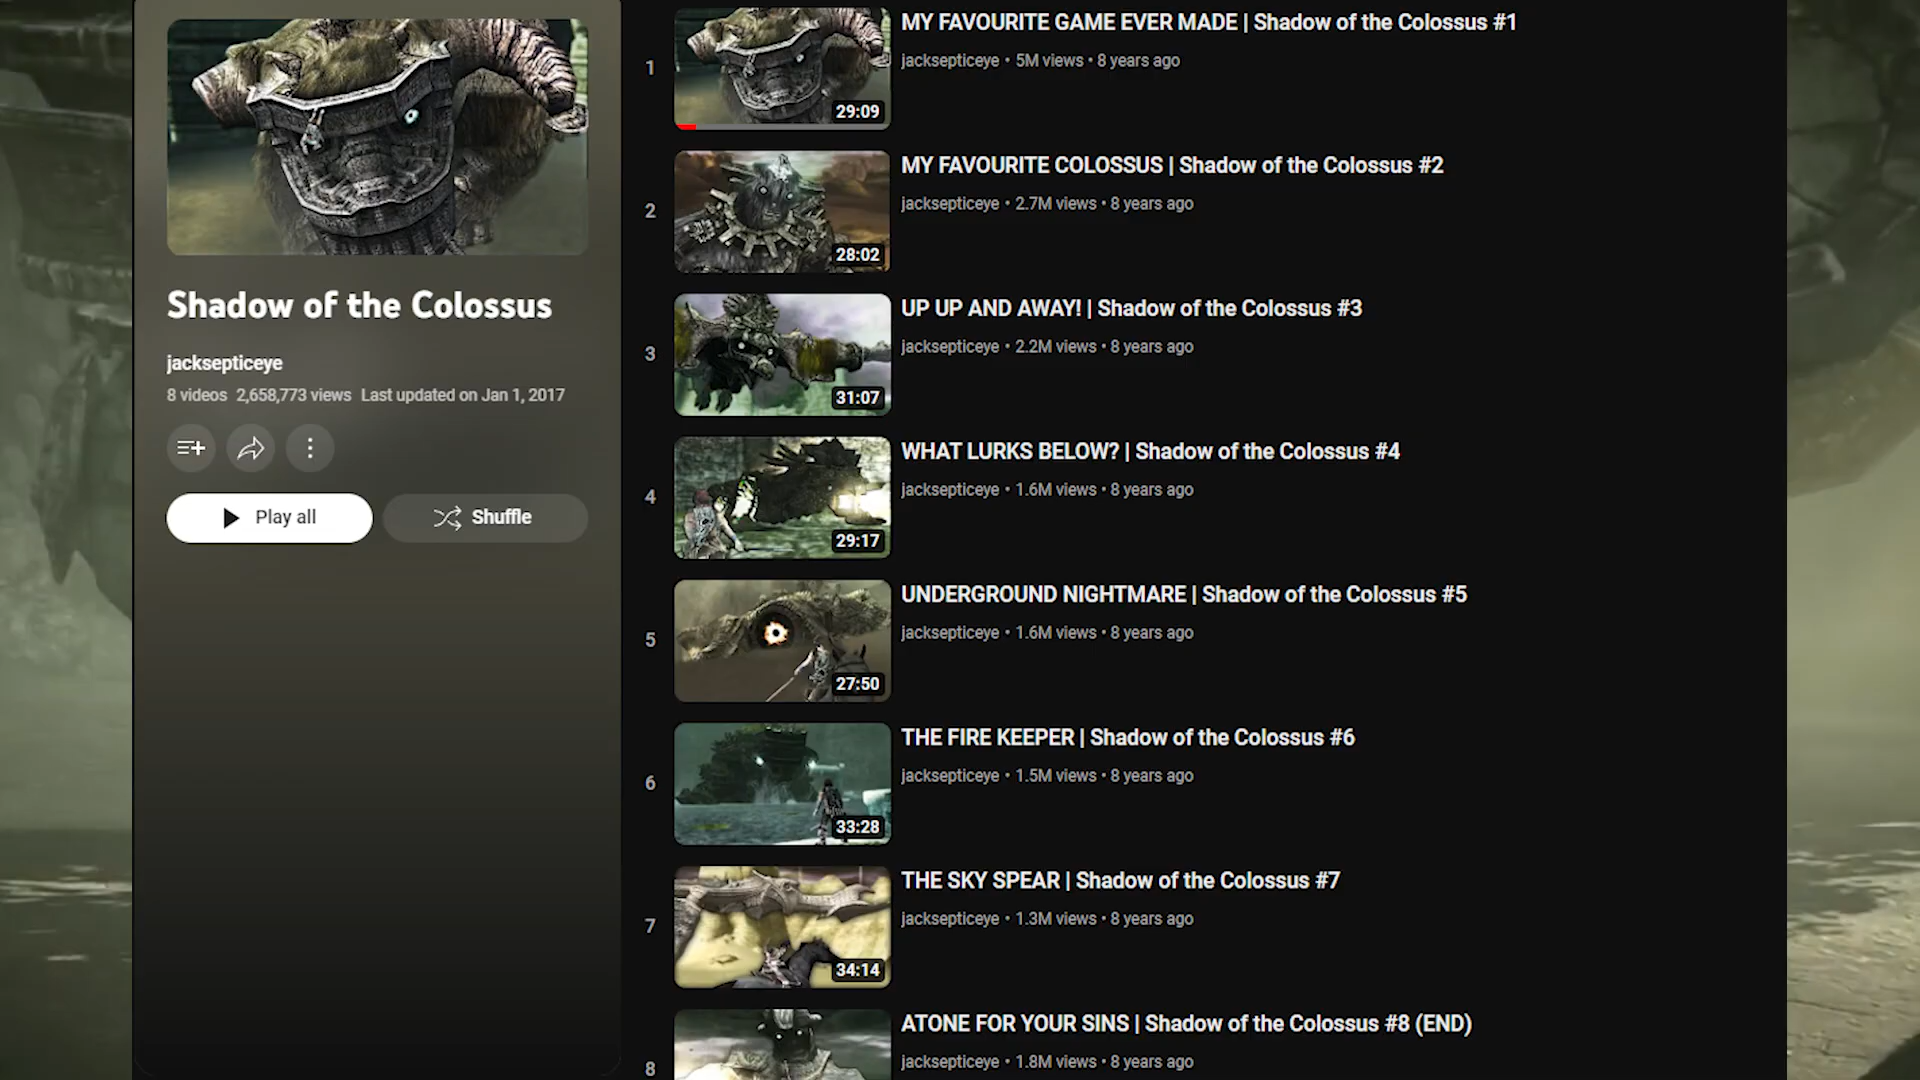 Shadow of the Colossus
jacksepticeye
8 videos 2,658,773 views Last updated on Jan 1, 2017
Play all
Shuffle
1
29:09
MY FAVOURITE GAME EVER MADE | Shadow of the Colossus #1
jacksepticeye • 5M views • 8 years ago
2
28:02
MY FAVOURITE COLOSSUS | Shadow of the Colossus #2
jacksepticeye • 2.7M views • 8 years ago
3
31:07
UP UP AND AWAY! | Shadow of the Colossus #3
jacksepticeye • 2.2M views • 8 years ago
4
29:17
WHAT LURKS BELOW? | Shadow of the Colossus #4
jacksepticeye • 1.6M views • 8 years ago
5
27:50
UNDERGROUND NIGHTMARE | Shadow of the Colossus #5
jacksepticeye • 1.6M views • 8 years ago
6
33:28
THE FIRE KEEPER | Shadow of the Colossus #6
jacksepticeye • 1.5M views • 8 years ago
7
34:14
THE SKY SPEAR | Shadow of the Colossus #7
jacksepticeye • 1.3M views • 8 years ago
8
ATONE FOR YOUR SINS | Shadow of the Colossus #8 (END)
jacksepticeye • 1.8M views • 8 years ago